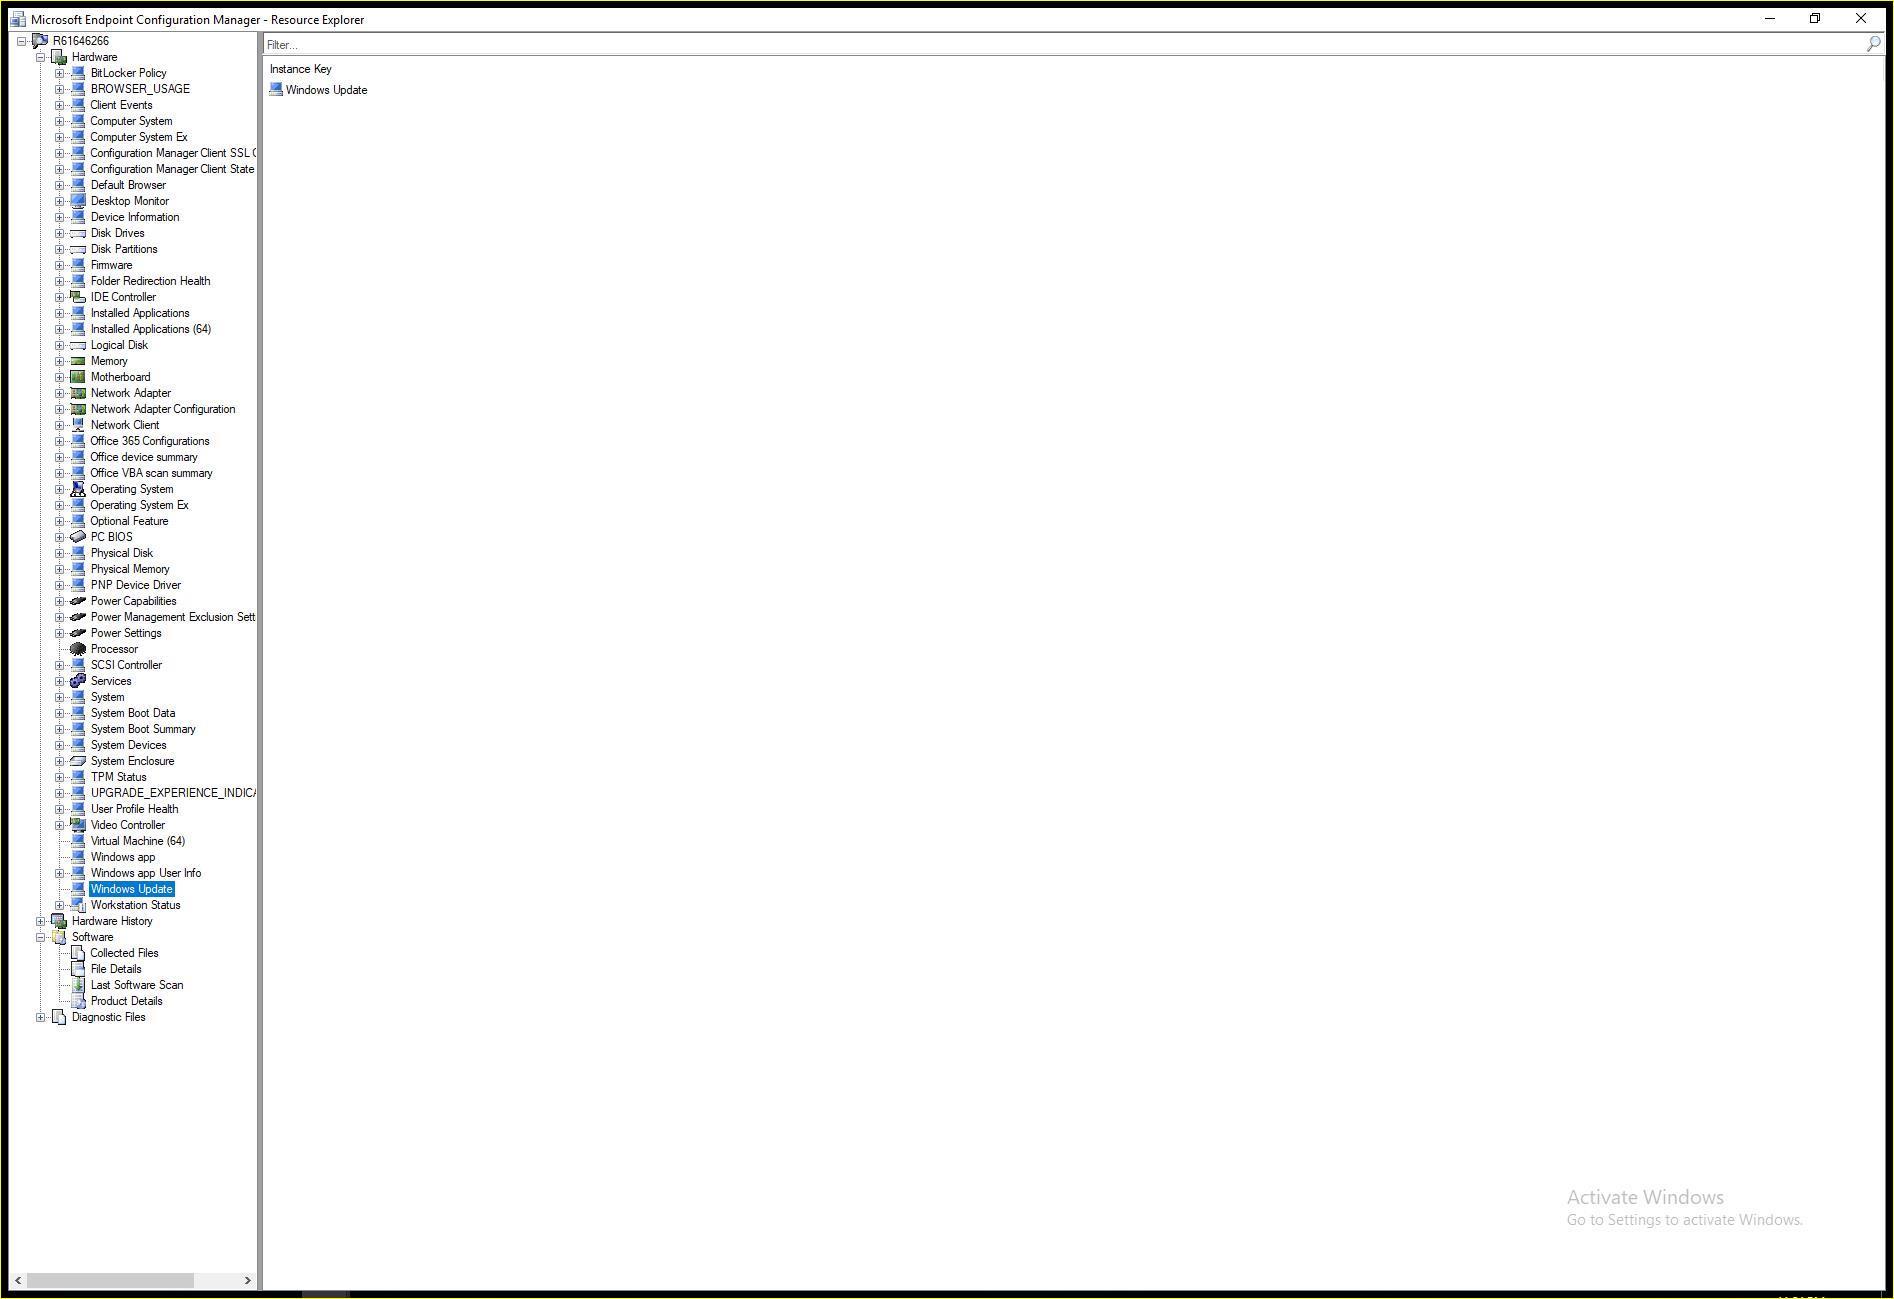 Microsoft Endpoint Configuration Manager - Resource Explorer
R61646266
Hardware
BitLocker Policy
BROWSER_USAGE
Client Events
Computer System
Computer System Ex
Configuration Manager Client SSL
Configuration Manager Client State
Default Browser
Desktop Monitor
Device Information
Disk Drives
Disk Partitions
Firmware
Folder Redirection Health
IDE Controller
Installed Applications
Installed Applications (64)
Logical Disk
Memory
Motherboard
Network Adapter
Network Adapter Configuration
Network Client
Office 365 Configurations
Office device summary
Office VBA scan summary
Operating System
Operating System Ex
Optional Feature
PC BIOS
Physical Disk
Physical Memory
PNP Device Driver
Power Capabilities
Power Management Exclusion Sett
Power Settings
Processor
SCSI Controller
Services
System
System Boot Data
System Boot Summary
System Devices
System Enclosure
TPM Status
UPGRADE_EXPERIENCE_INDICA
User Profile Health
Video Controller
Virtual Machine (64)
Windows app
Windows app User Info
Windows Update
Workstation Status
Hardware History
Software
Collected Files
File Details
Last Software Scan
Product Details
Diagnostic Files
Filter...
Instance Key
Windows Update
Activate Windows
Go to Settings to activate Windows.